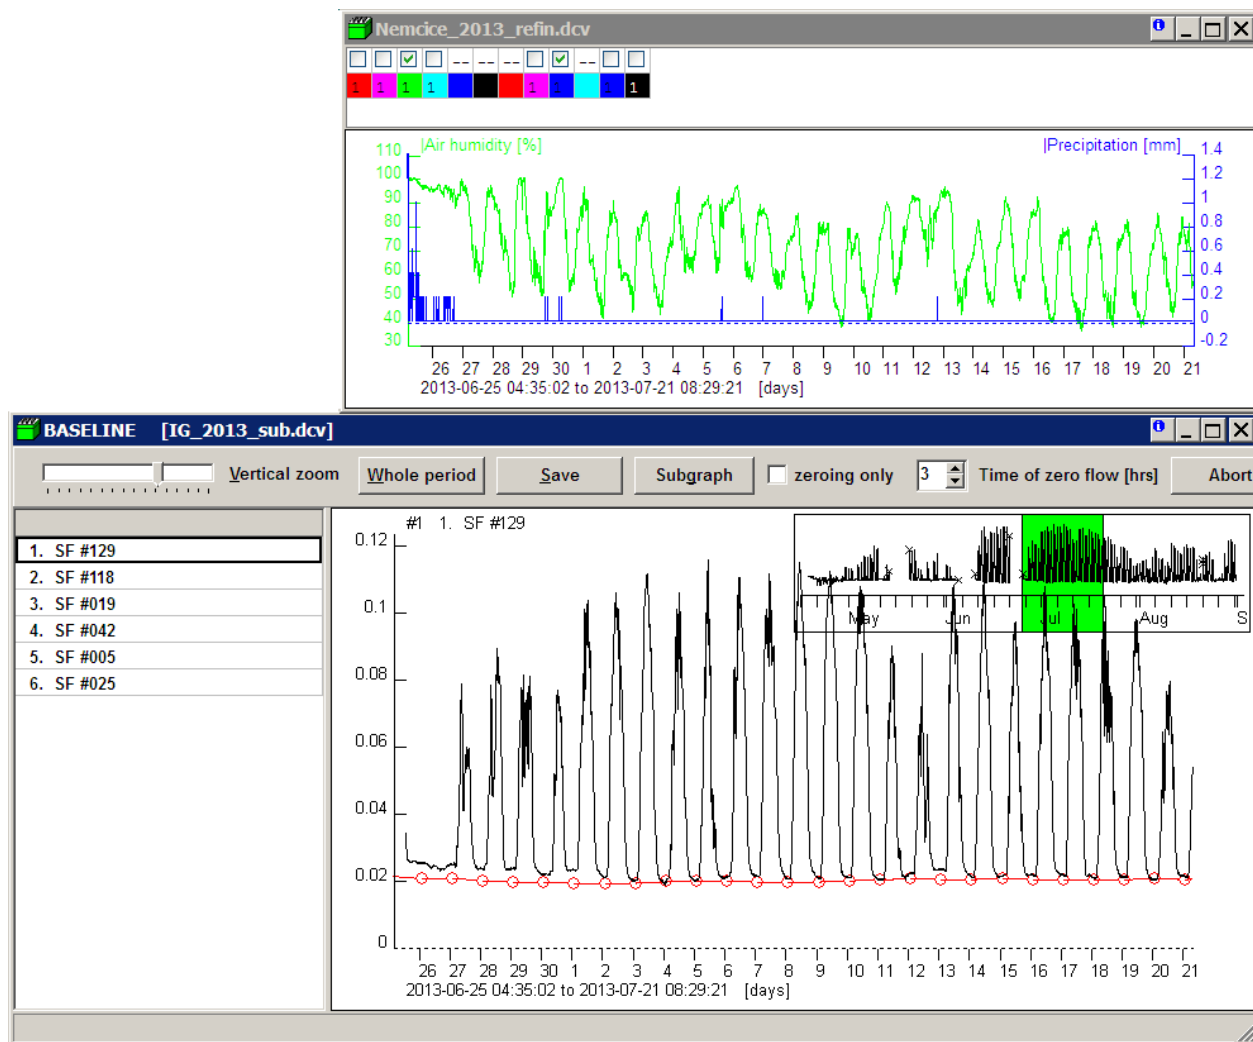 Nemcice_2013_refin.dcv
-- -- -- --
1 1 1 1 1 1 1 1
|Air humidity [%] |Precipitation [mm]
110 1.4
100 1.2
90 1
80 0.8
70 0.6
60 0.4
50 0.2
40 0
30 -0.2
26 27 28 29 30 1 2 3 4 5 6 7 8 9 10 11 12 13 14 15 16 17 18 19 20 21
2013-06-25 04:35:02 to 2013-07-21 08:29:21 [days]
BASELINE [IG_2013_sub.dcv]
Vertical zoom Whole period Save Subgraph zeroing only 3 Time of zero flow [hrs] Abort
1. SF #129
2. SF #118
3. SF #019
4. SF #042
5. SF #005
6. SF #025
#1 1. SF #129
May Jun Jul Aug S
0.12
0.1
0.08
0.06
0.04
0.02
0
26 27 28 29 30 1 2 3 4 5 6 7 8 9 10 11 12 13 14 15 16 17 18 19 20 21
2013-06-25 04:35:02 to 2013-07-21 08:29:21 [days]